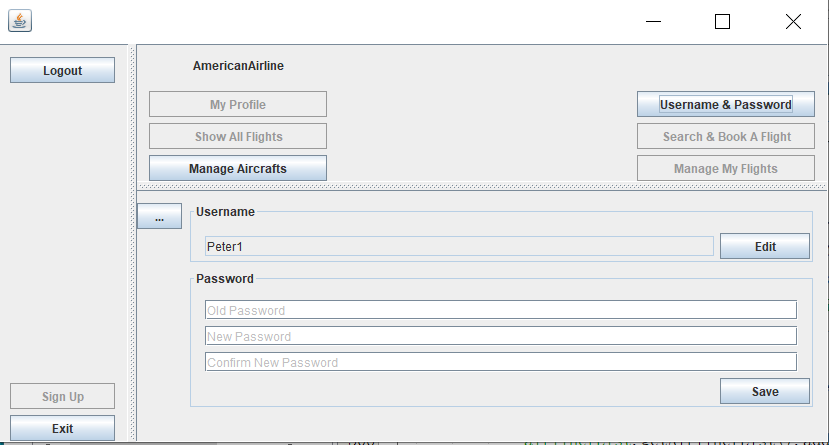 Logout
AmericanAirline
My Profile
Username & Password
Show All Flights
Search & Book A Flight
Manage Aircrafts
Manage My Flights
...
Username
Peter1
Edit
Password
Old Password
New Password
Confirm New Password
Save
Sign Up
Exit